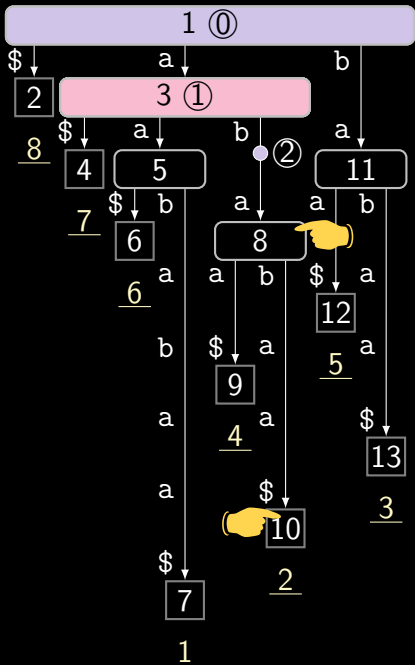 1 ⓪
$ a b
2 3 ①
8 $ a b ② a
4 5 11
7 $ b a a b
6 8
6 a a b $ a
12
b $ a a
5
9
a 4 a $
13
a $ 3
10
$ 2
7
1